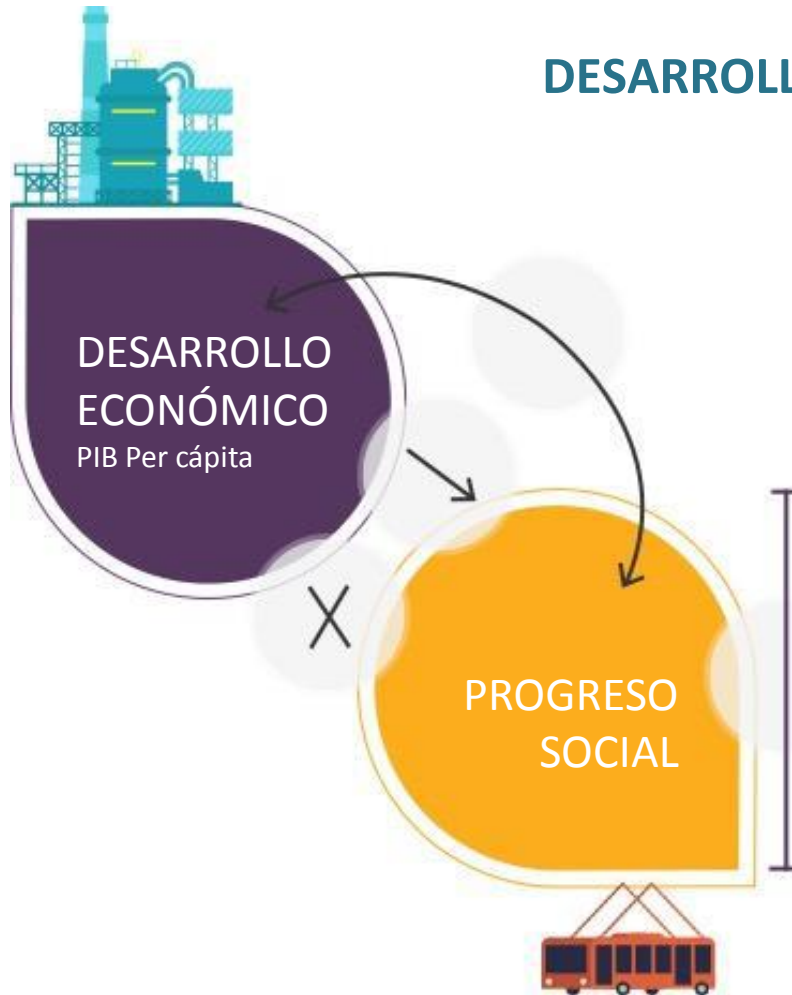 DESARROLL
DESARROLLO
ECONÓMICO
PIB Per cápita
PROGRESO
SOCIAL